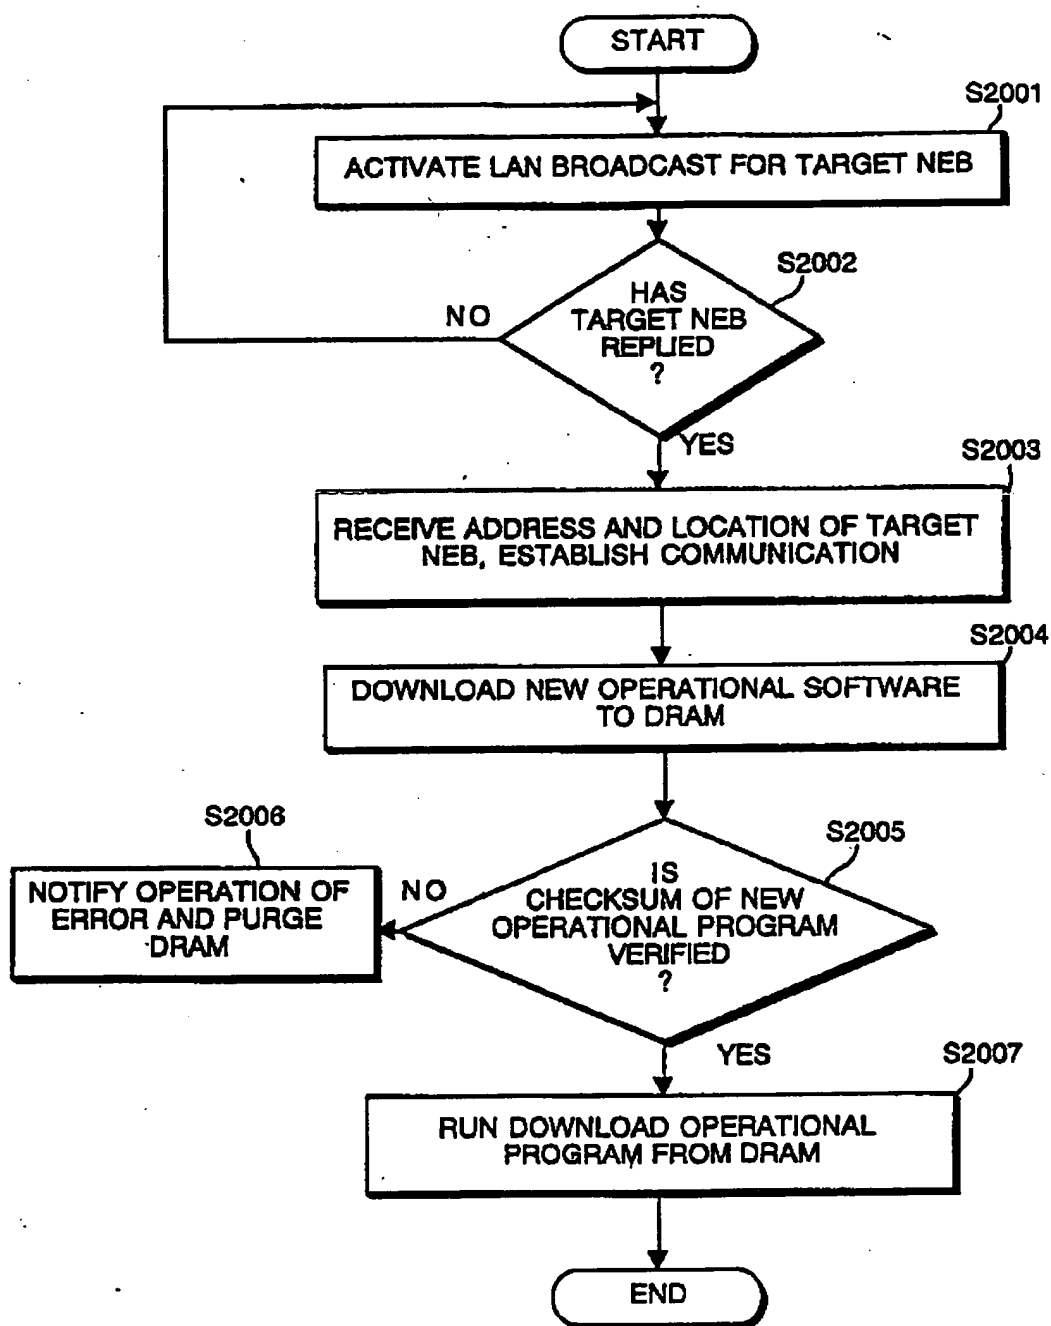 START
S2001
ACTIVATE LAN BROADCAST FOR TARGET NEB
S2002
HAS
TARGET NEB
REPLIED
?
NO
YES
S2003
RECEIVE ADDRESS AND LOCATION OF TARGET
NEB, ESTABLISH COMMUNICATION
S2004
DOWNLOAD NEW OPERATIONAL SOFTWARE
TO DRAM
S2005
IS
CHECKSUM OF NEW
OPERATIONAL PROGRAM
VERIFIED
?
NO
S2006
NOTIFY OPERATION OF
ERROR AND PURGE
DRAM
YES
S2007
RUN DOWNLOAD OPERATIONAL
PROGRAM FROM DRAM
END